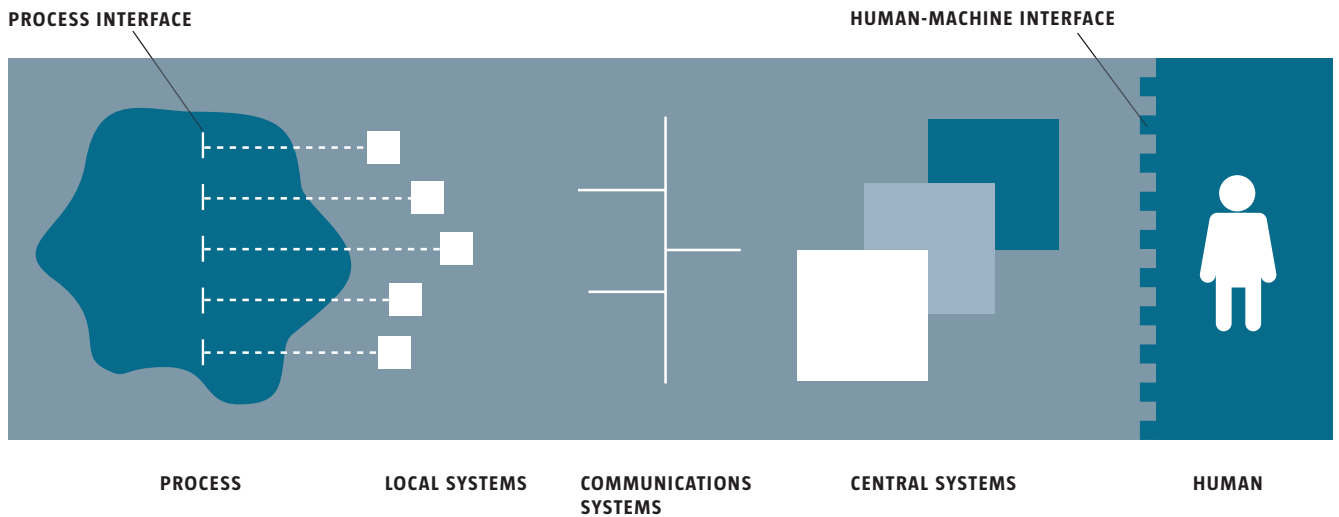 PROCESS INTERFACE
HUMAN-MACHINE INTERFACE
PROCESS
LOCAL SYSTEMS
COMMUNICATIONS
SYSTEMS
CENTRAL SYSTEMS
HUMAN